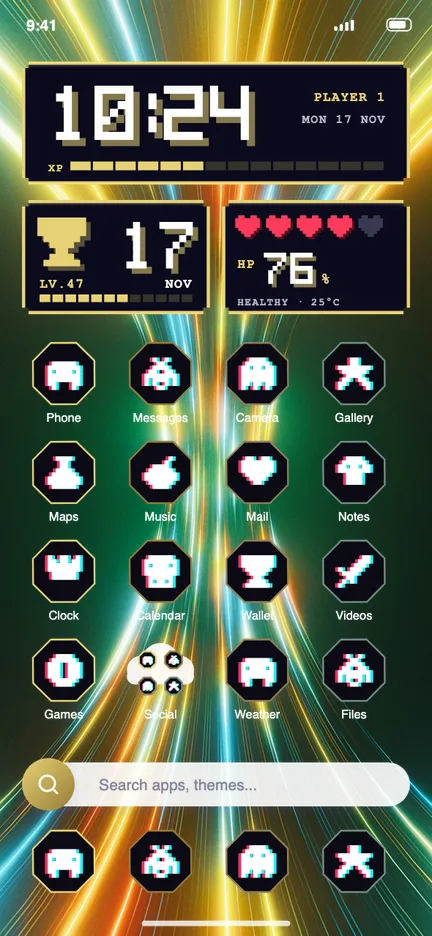 9:41
10:24
PLAYER 1
MON 17 NOV
XP
17
LV.47
NOV
HP 76 %
HEALTHY · 25°C
Phone
Messages
Camera
Gallery
Maps
Music
Mail
Notes
Clock
Calendar
Wallet
Videos
Games
Social
Weather
Files
Search apps, themes...